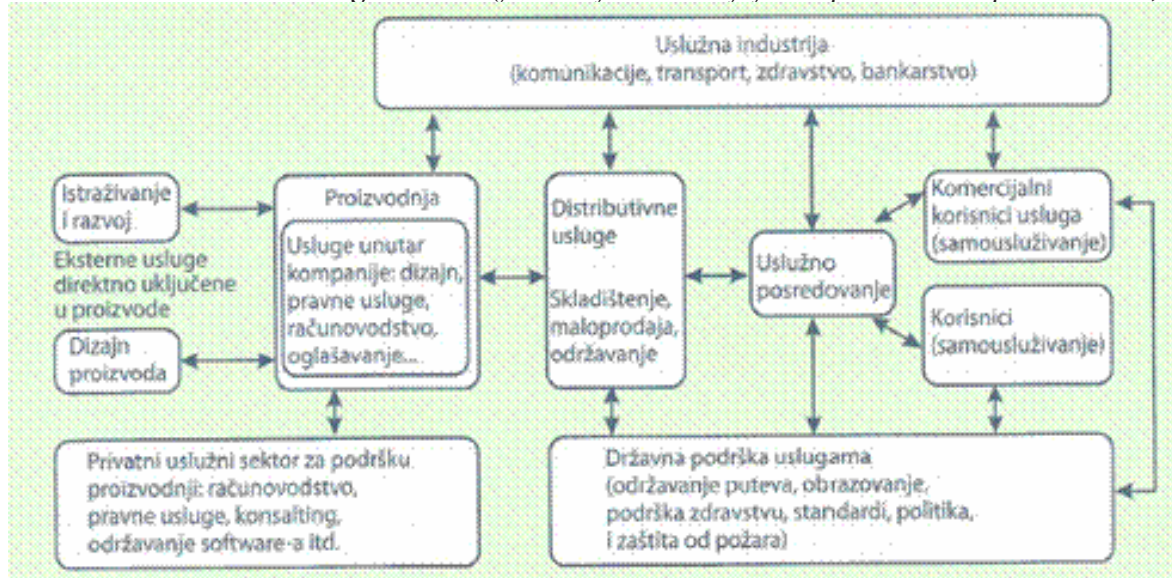 Uslužna industrija
(komunikacije, transport, zdravstvo, bankarstvo)
Istraživanje
i razvoj
Eksterne usluge
direktno uključene
u proizvode
Dizajn
proizvoda
Proizvodnja
Usluge unutar
kompanije: dizajn,
pravne usluge,
računovodstvo,
oglašavanje...
Distributivne
usluge
Skladištenje,
maloprodaja,
održavanje
Uslužno
posredovanje
Komercijalni
korisnici usluga
(samousluživanje)
Korisnici
(samousluživanje)
Privatni uslužni sektor za podršku
proizvodnji: računovodstvo,
pravne usluge, konsalting,
održavanje software-a itd.
Državna podrška uslugama
(održavanje puteva, obrazovanje,
podrška zdravstvu, standardi, politika,
i zaštita od požara)